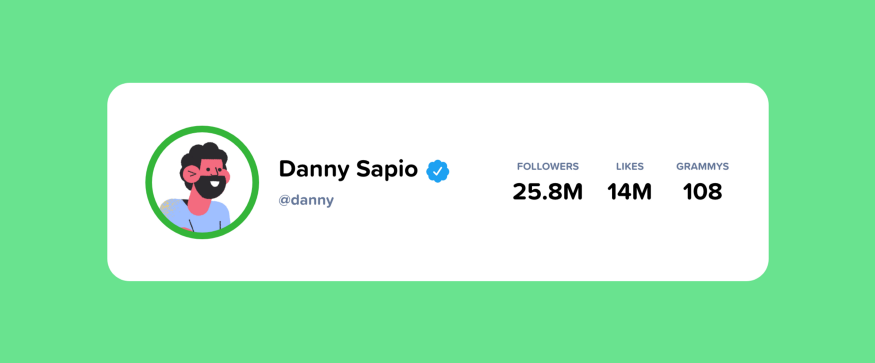 Danny Sapio
@danny
FOLLOWERS
25.8M
LIKES
14M
GRAMMYS
108